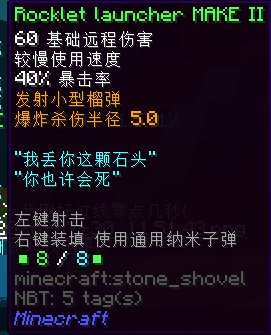 Rocklet launcher MAKE II
60 基础远程伤害
较慢使用速度
40% 暴击率
发射小型榴弹
爆炸杀伤半径 5.0
"我丢你这颗石头"
"你也许会死"
左键射击
右键装填 使用通用纳米子弹
▪ 8 / 8 ▪
minecraft:stone_shovel
NBT: 5 tag(s)
Minecraft